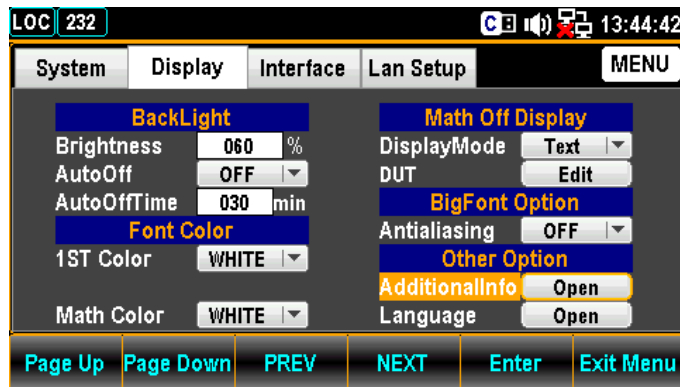 LOC 232 C 13:44:42
System Display Interface Lan Setup MENU
BackLight
Brightness 060 %
AutoOff OFF
AutoOffTime 030 min
Font Color
1ST Color WHITE
Math Color WHITE
Math Off Display
DisplayMode Text
DUT Edit
BigFont Option
Antialiasing OFF
Other Option
AdditionalInfo Open
Language Open
Page Up Page Down PREV NEXT Enter Exit Menu